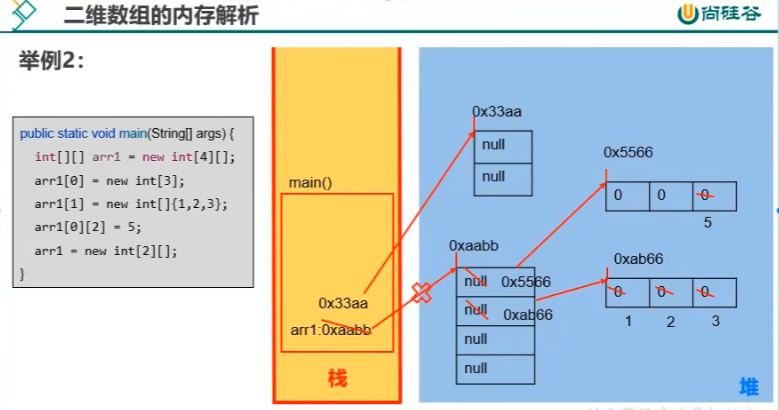 二维数组的内存解析
尚硅谷
举例2：
public static void main(String[] args) {
int[][] arr1 = new int[4][];
arr1[0] = new int[3];
arr1[1] = new int[]{1,2,3};
arr1[0][2] = 5;
arr1 = new int[2][];
}
main()
0x33aa
arr1:0xaabb
栈
0x33aa
null
null
0x5566
0 0 0
5
0xaabb
null 0x5566
null 0xab66
null
null
0xab66
0 0 0
1 2 3
堆